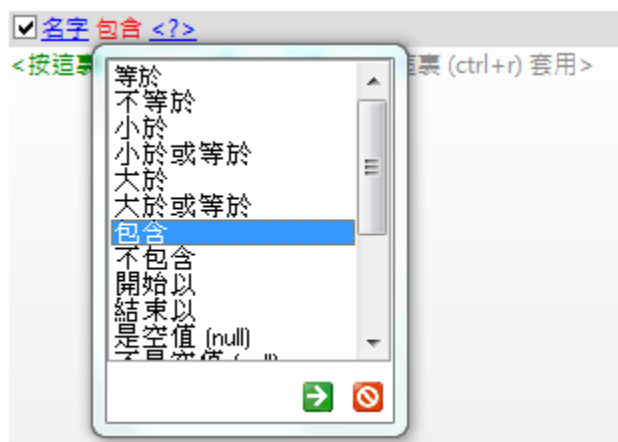 名字 包含 <?>
<按這裏 裏 (ctrl+r) 套用>
等於
不等於
小於
小於或等於
大於
大於或等於
包含
不包含
開始以
結束以
是空值 (null)